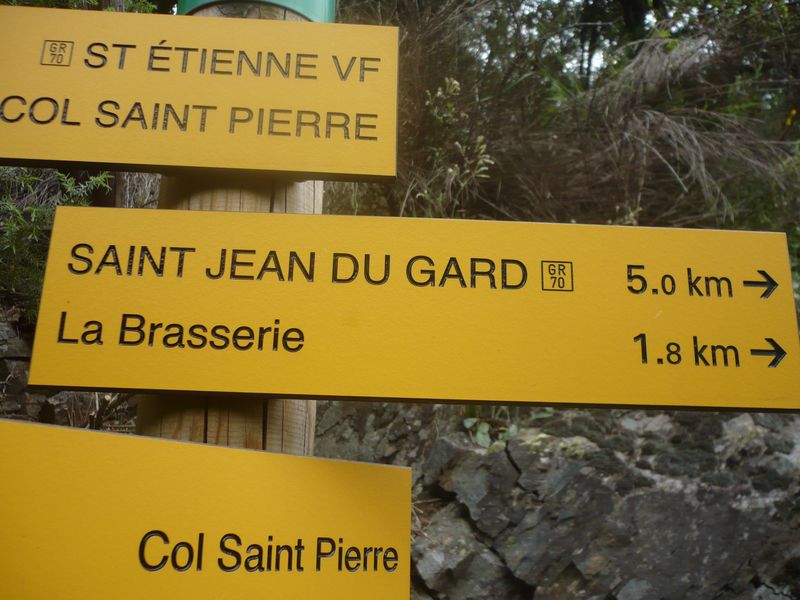 GR 70 ST ÉTIENNE VF
COL SAINT PIERRE
SAINT JEAN DU GARD GR 70 5.0 km →
La Brasserie 1.8 km →
Col Saint Pierre